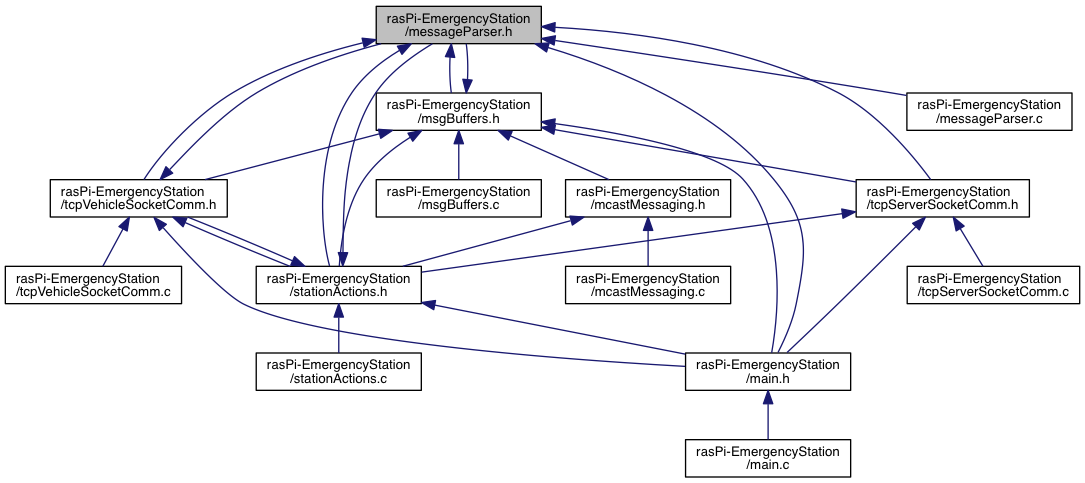 rasPi-EmergencyStation
/messageParser.h
rasPi-EmergencyStation
/msgBuffers.h
rasPi-EmergencyStation
/messageParser.c
rasPi-EmergencyStation
/tcpVehicleSocketComm.h
rasPi-EmergencyStation
/msgBuffers.c
rasPi-EmergencyStation
/mcastMessaging.h
rasPi-EmergencyStation
/tcpServerSocketComm.h
rasPi-EmergencyStation
/tcpVehicleSocketComm.c
rasPi-EmergencyStation
/stationActions.h
rasPi-EmergencyStation
/mcastMessaging.c
rasPi-EmergencyStation
/tcpServerSocketComm.c
rasPi-EmergencyStation
/stationActions.c
rasPi-EmergencyStation
/main.h
rasPi-EmergencyStation
/main.c